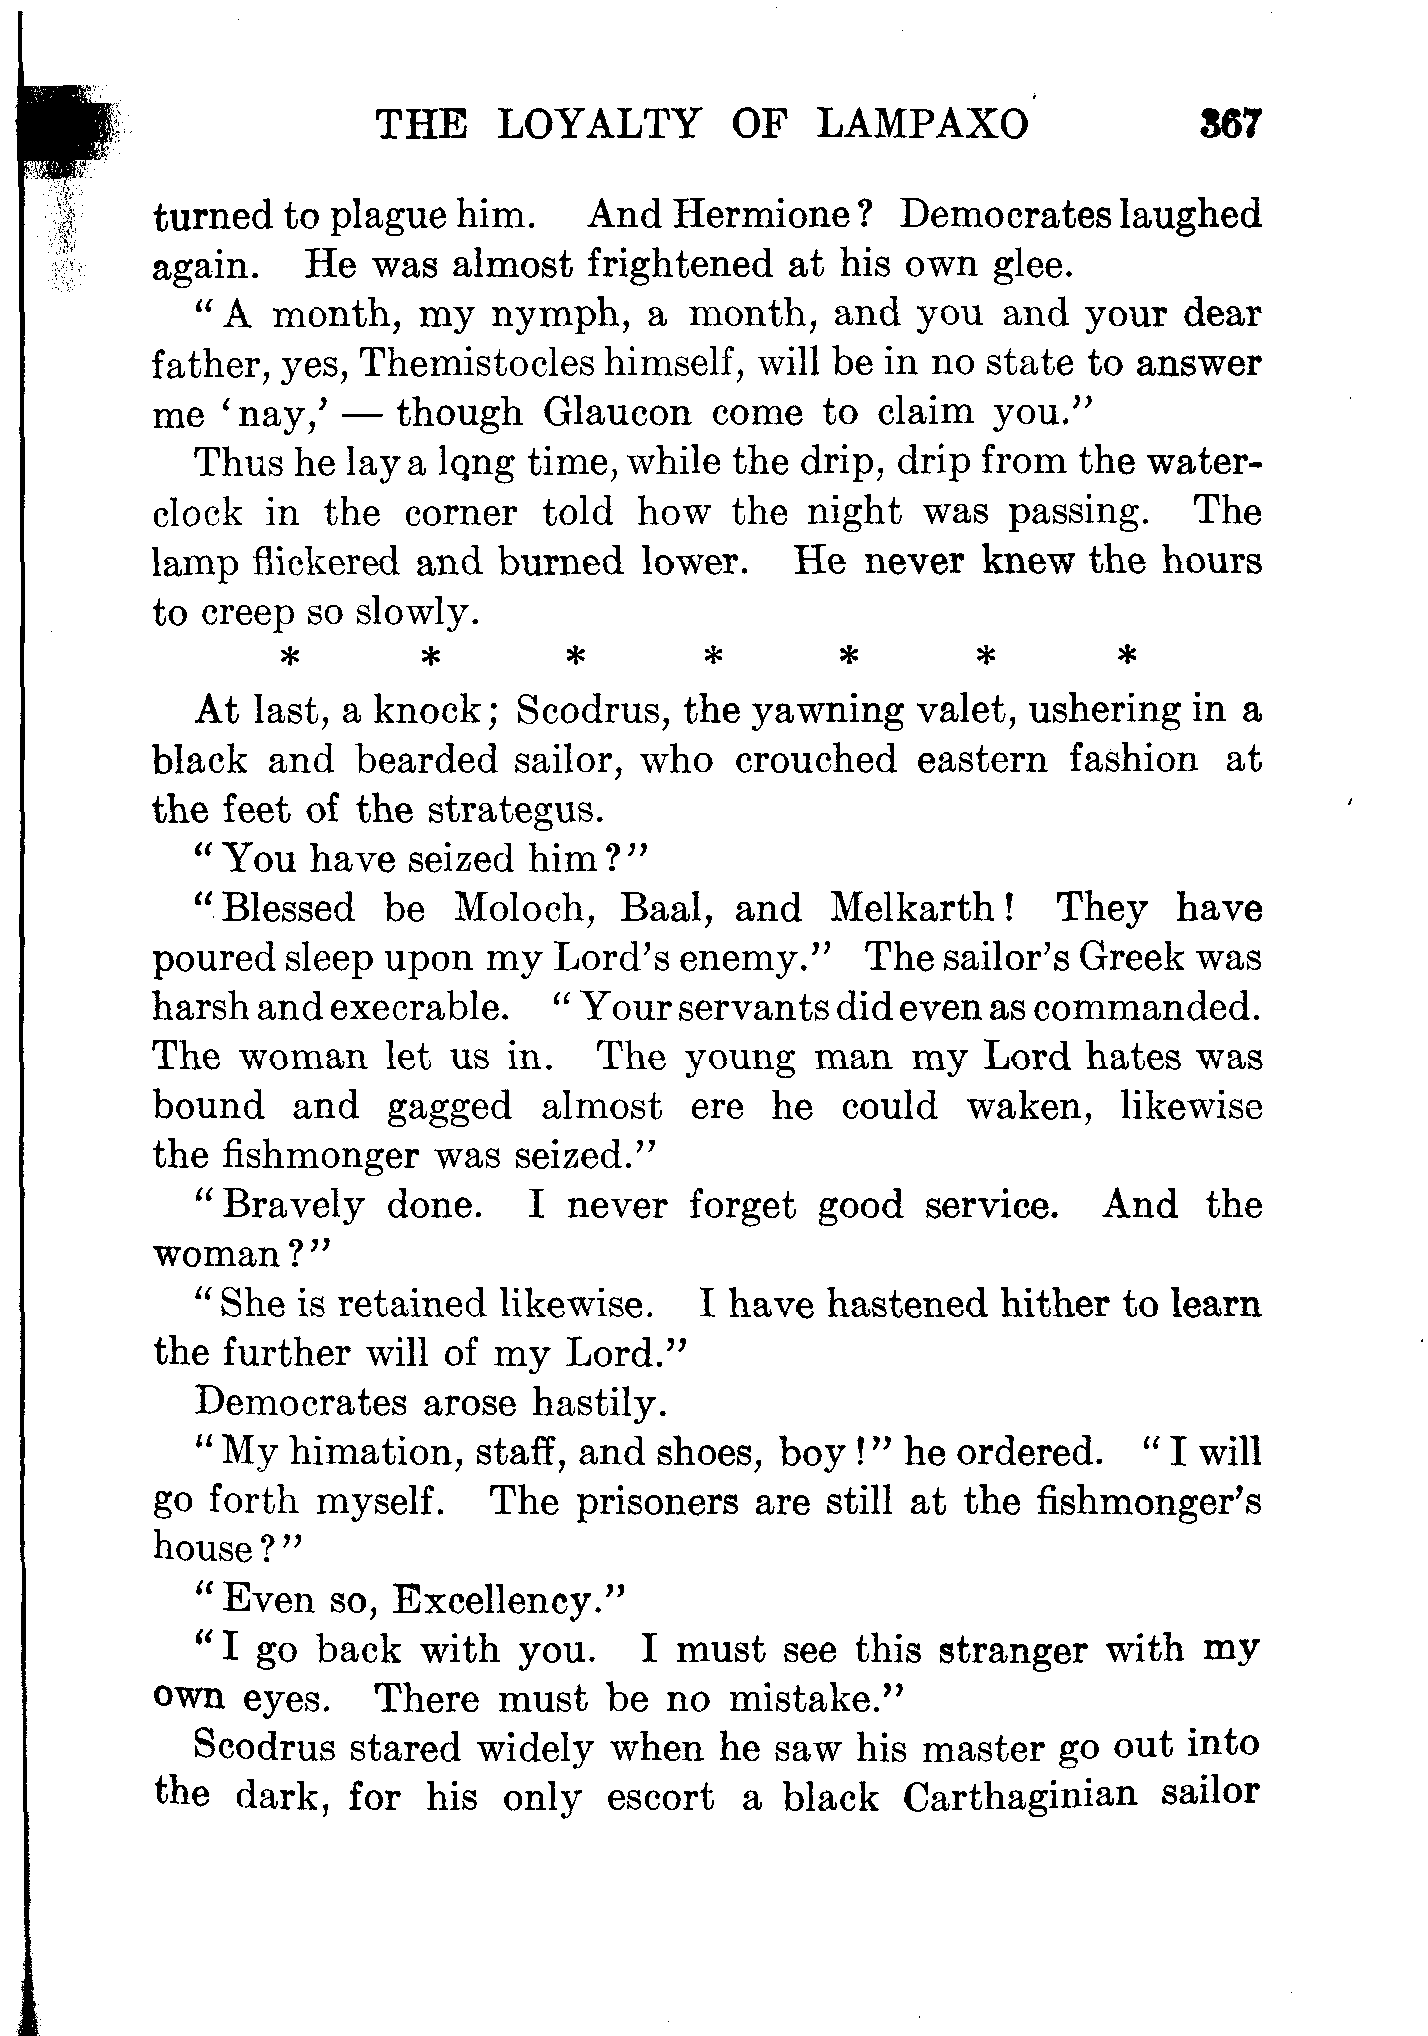 THE LOYALTY OF LAMPAXO 367
turned to plague him. And Hermione? Democrates laughed
again. He was almost frightened at his own glee.
"A month, my nymph, a month, and you and your dear
father, yes, Themistocles himself, will be in no state to answer
me 'nay,' — though Glaucon come to claim you."
Thus he lay a long time, while the drip, drip from the water-
clock in the corner told how the night was passing. The
lamp flickered and burned lower. He never knew the hours
to creep so slowly.
* * * * * * *
At last, a knock; Scodrus, the yawning valet, ushering in a
black and bearded sailor, who crouched eastern fashion at
the feet of the strategus.
"You have seized him?"
"Blessed be Moloch, Baal, and Melkarth! They have
poured sleep upon my Lord's enemy." The sailor's Greek was
harsh and execrable. "Your servants did even as commanded.
The woman let us in. The young man my Lord hates was
bound and gagged almost ere he could waken, likewise
the fishmonger was seized."
"Bravely done. I never forget good service. And the
woman?"
"She is retained likewise. I have hastened hither to learn
the further will of my Lord."
Democrates arose hastily.
"My himation, staff, and shoes, boy!" he ordered. "I will
go forth myself. The prisoners are still at the fishmonger's
house?"
"Even so, Excellency."
"I go back with you. I must see this stranger with my
own eyes. There must be no mistake."
Scodrus stared widely when he saw his master go out into
the dark, for his only escort a black Carthaginian sailor